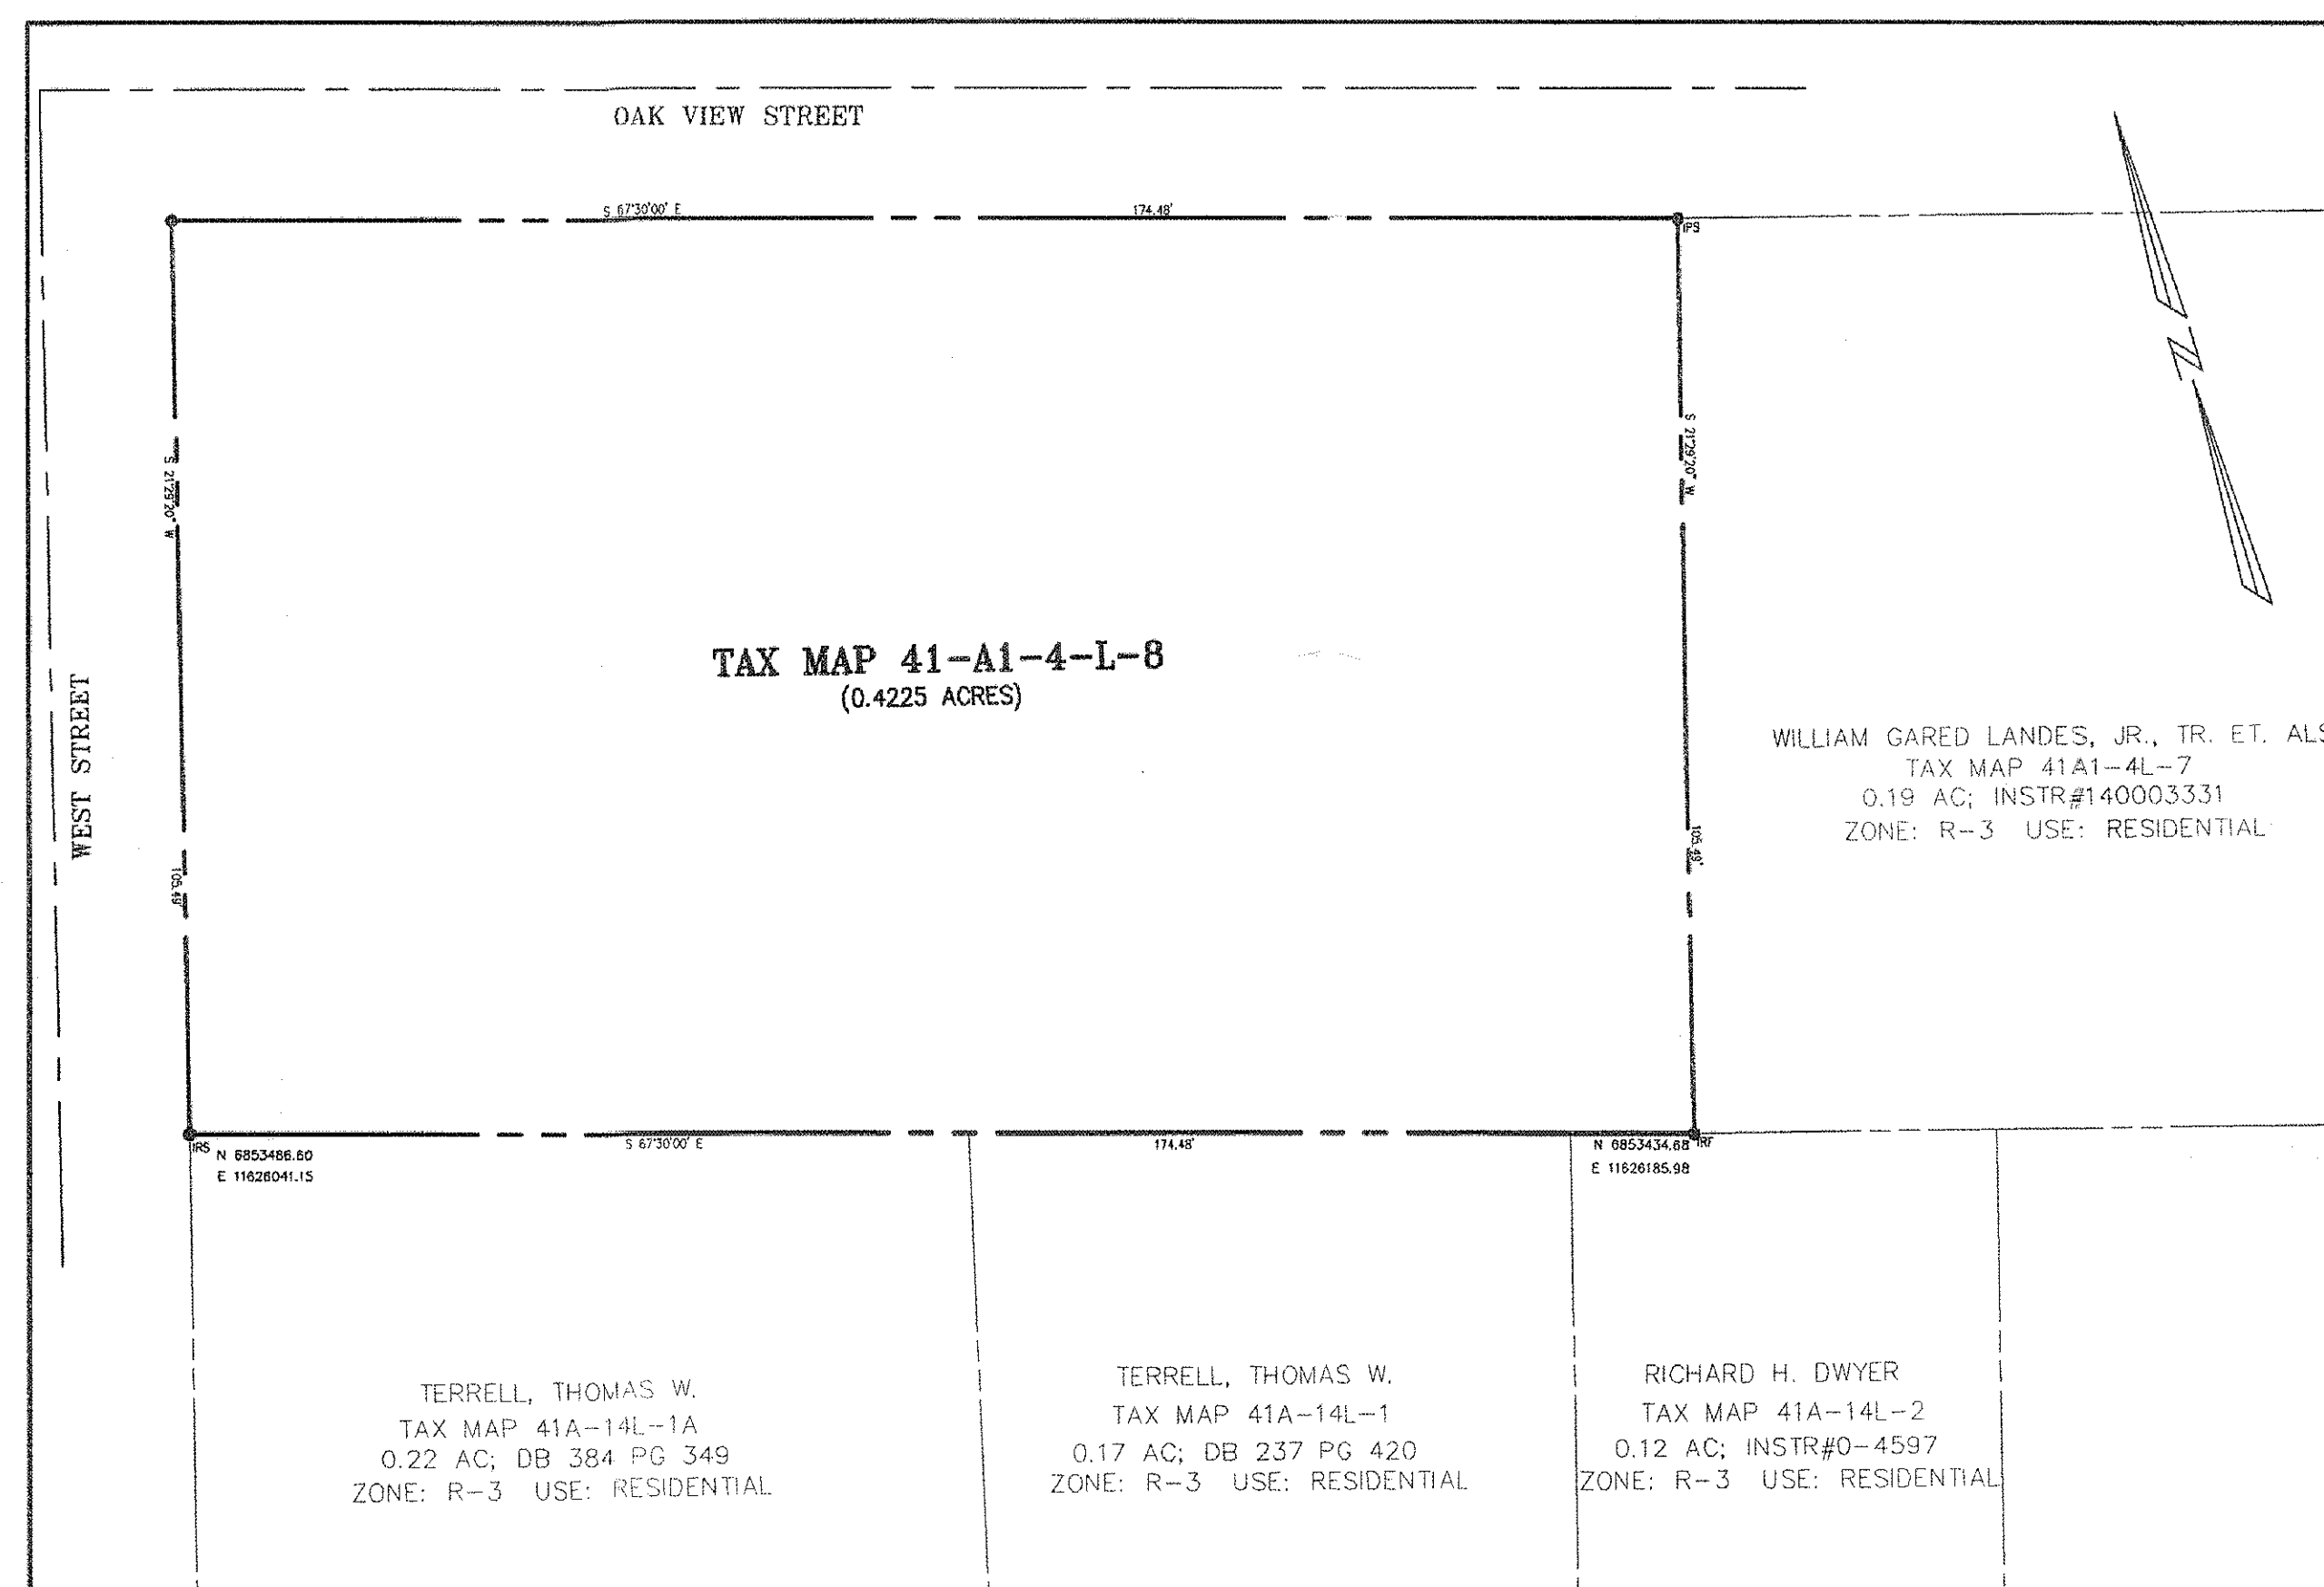 OAK VIEW STREET
S 67°30'00' E
174.48'
IPS
S 21°29'20" W
105.49'
S 21°29'20" W
105.49'
WEST STREET
TAX MAP 41-A1-4-L-8
(0.4225 ACRES)
N
WILLIAM GARED LANDES, JR., TR. ET. ALS
TAX MAP 41A1-4L-7
0.19 AC; INSTR#140003331
ZONE: R-3 USE: RESIDENTIAL
IRS
N 6853486.60
E 11626041.15
S 67°30'00' E
174.48'
N 6853434.68
E 11626185.98
IRF
TERRELL, THOMAS W.
TAX MAP 41A-14L-1A
0.22 AC; DB 384 PG 349
ZONE: R-3 USE: RESIDENTIAL
TERRELL, THOMAS W.
TAX MAP 41A-14L-1
0.17 AC; DB 237 PG 420
ZONE: R-3 USE: RESIDENTIAL
RICHARD H. DWYER
TAX MAP 41A-14L-2
0.12 AC; INSTR#0-4597
ZONE: R-3 USE: RESIDENTIAL